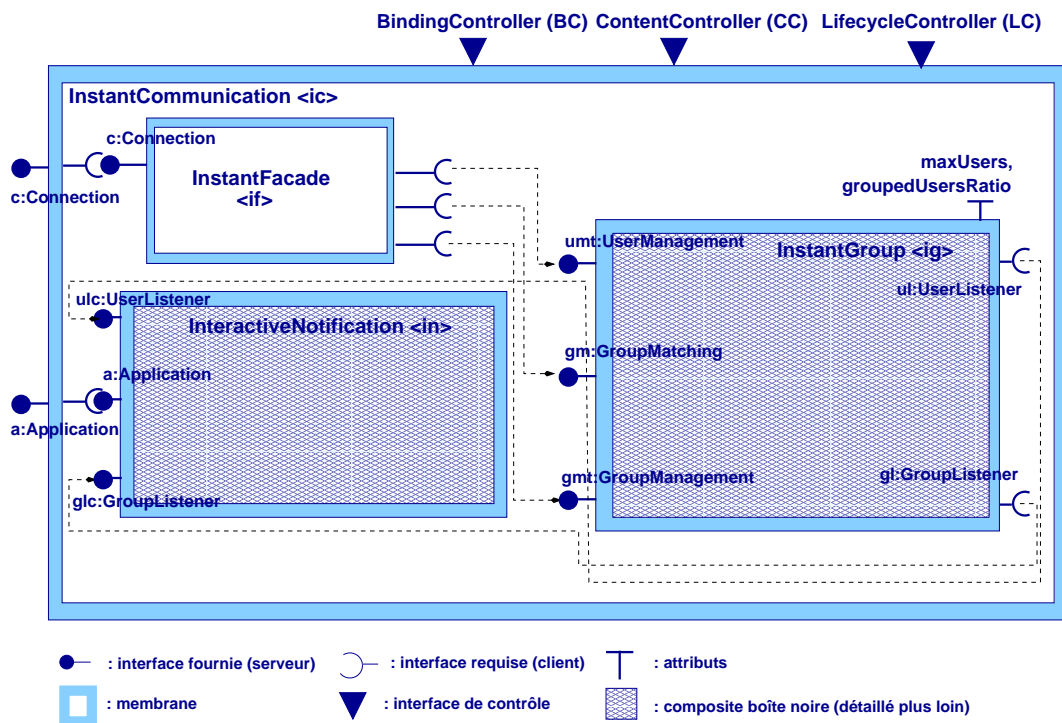 BindingController (BC)
ContentController (CC)
LifecycleController (LC)
InstantCommunication <ic>
c:Connection
c:Connection
InstantFacade
<if>
maxUsers,
groupedUsersRatio
umt:UserManagement
InstantGroup <ig>
ul:UserListener
ulc:UserListener
InteractiveNotification <in>
gm:GroupMatching
a:Application
a:Application
glc:GroupListener
gmt:GroupManagement
gl:GroupListener
: interface fournie (serveur)
: interface requise (client)
: attributs
: membrane
: interface de contrôle
: composite boîte noire (détaillé plus loin)